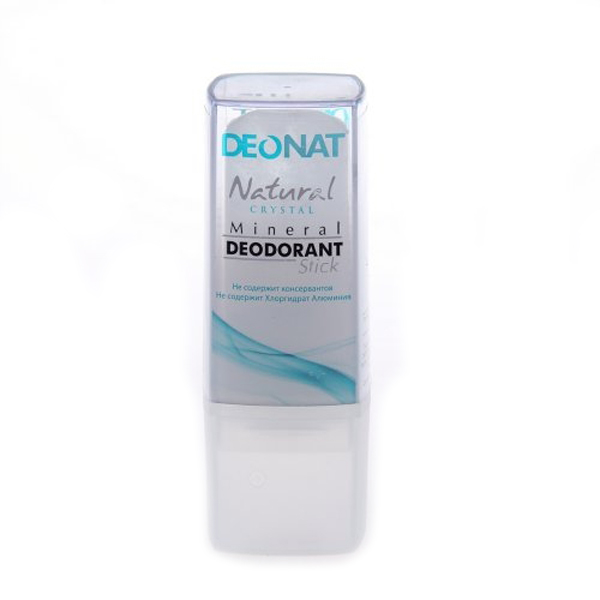 DEONAT
Natural
CRYSTAL
Mineral
DEODORANT
Stick
Не содержит консервантов
Не содержит Хлоргидрат Алюминия